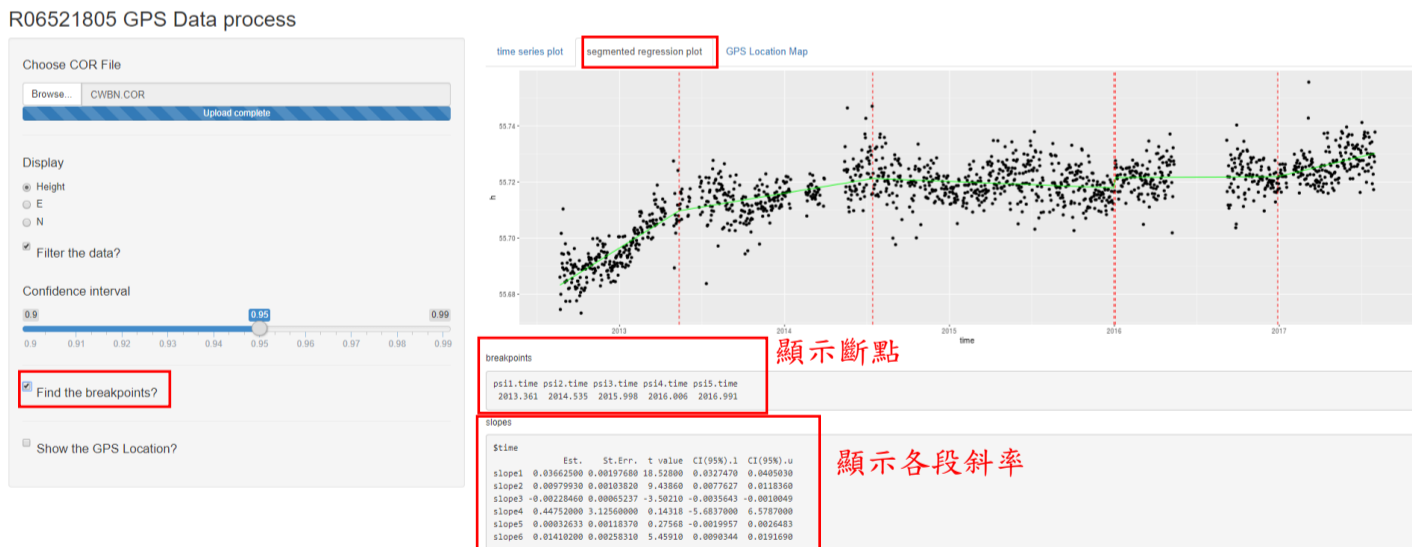 R06521805 GPS Data process
Choose COR File
Browse... CWBN.COR
Upload complete
Display
Height
E
N
Filter the data?
Confidence interval
0.9 0.95 0.99
0.9 0.91 0.92 0.93 0.94 0.95 0.96 0.97 0.98 0.99
Find the breakpoints?
Show the GPS Location?
time series plot segmented regression plot GPS Location Map
h
55.74
55.72
55.70
55.68
2013 2014 2015 2016 2017
time
breakpoints
顯示斷點
psi1.time psi2.time psi3.time psi4.time psi5.time
2013.361 2014.535 2015.998 2016.006 2016.991
slopes
顯示各段斜率
$time
Est. St.Err. t value CI(95%).l CI(95%).u
slope1 0.03662500 0.00197680 18.52800 0.0327470 0.0405030
slope2 0.00979930 0.00103820 9.43860 0.0077627 0.0118360
slope3 -0.00228460 0.00065237 -3.50210 -0.0035643 -0.0010049
slope4 0.44752000 3.12560000 0.14318 -5.6837000 6.5787000
slope5 0.00032633 0.00118370 0.27568 -0.0019957 0.0026483
slope6 0.01410200 0.00258310 5.45910 0.0090344 0.0191690